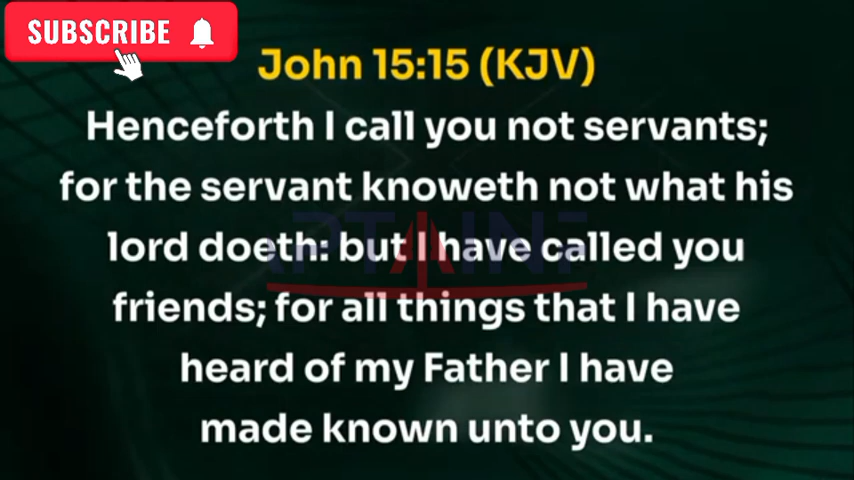 SUBSCRIBE
John 15:15 (KJV)
Henceforth I call you not servants;
for the servant knoweth not what his
lord doeth: but I have called you
friends; for all things that I have
heard of my Father I have
made known unto you.